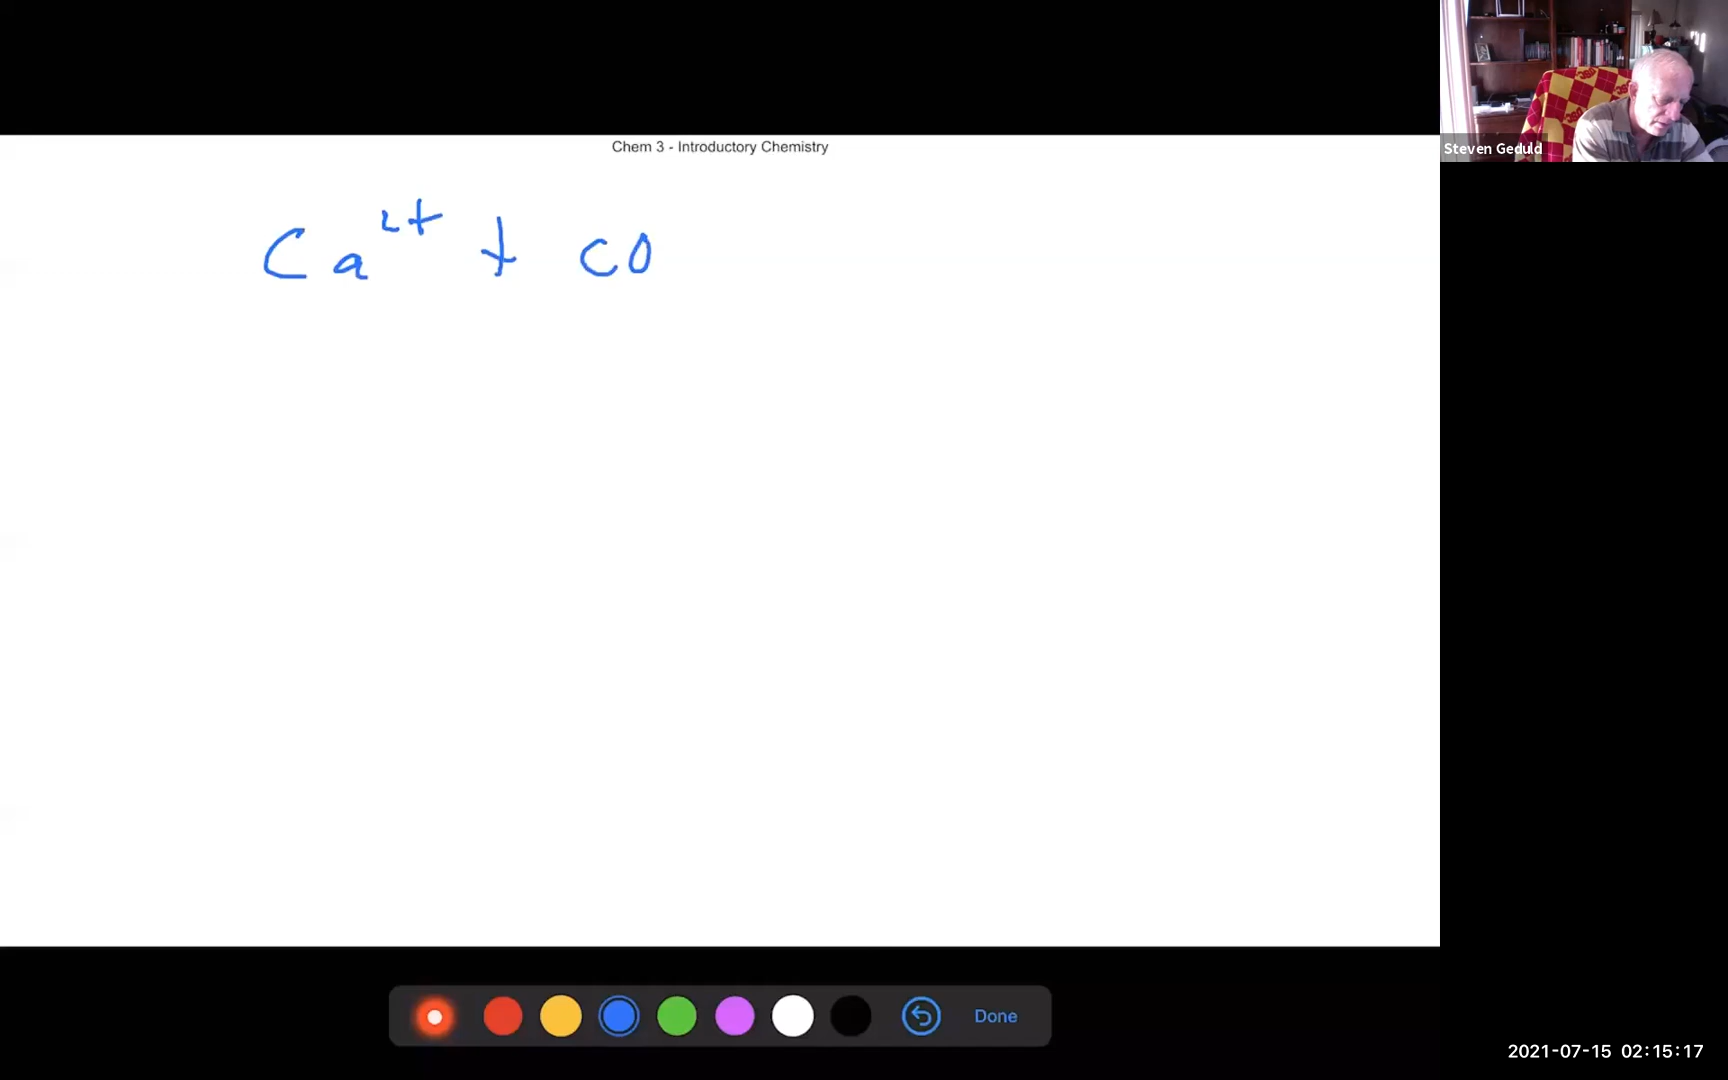 Chem 3 - Introductory Chemistry
Steven Geduld
Ca²⁺ + CO
Done
2021-07-15 02:15:17